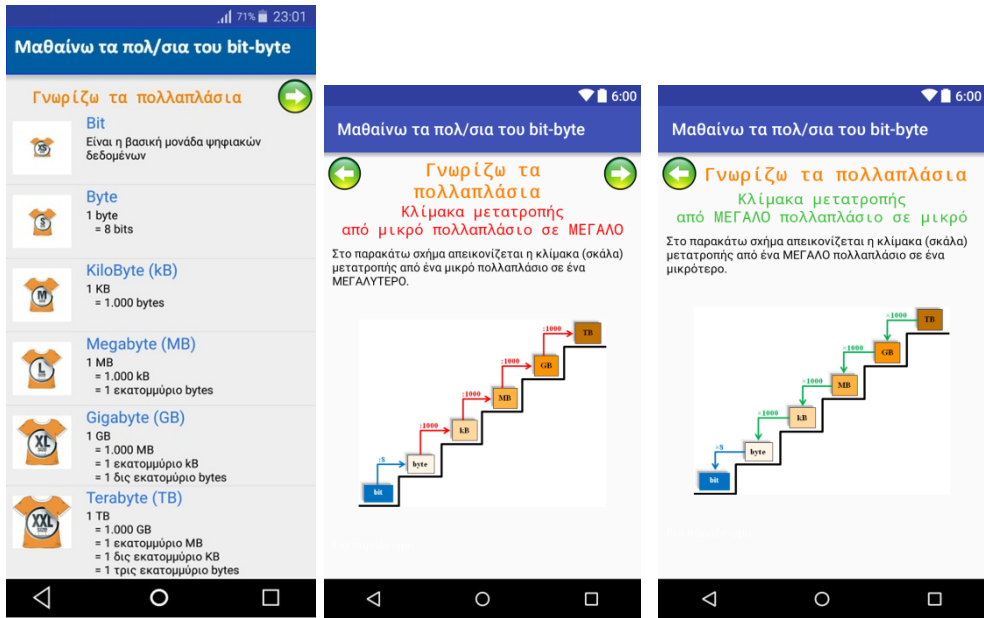 71% 23:01
Μαθαίνω τα πολ/σια του bit-byte
Γνωρίζω τα πολλαπλάσια
XS
Bit
Είναι η βασική μονάδα ψηφιακών
δεδομένων
S
Byte
1 byte
= 8 bits
M
KiloByte (kB)
1 KB
= 1.000 bytes
L
Megabyte (MB)
1 MB
= 1.000 kB
= 1 εκατομμύριο bytes
XL
Gigabyte (GB)
1 GB
= 1.000 MB
= 1 εκατομμύριο kB
= 1 δις εκατομύριο bytes
XXL
Terabyte (TB)
1 TB
= 1.000 GB
= 1 εκατομμύριο MB
= 1 δις εκατομμύριο KB
= 1 τρις εκατομμύριο bytes
6:00
Μαθαίνω τα πολ/σια του bit-byte
Γνωρίζω τα
πολλαπλάσια
Κλίμακα μετατροπής
από μικρό πολλαπλάσιο σε ΜΕΓΑΛΟ
Στο παρακάτω σχήμα απεικονίζεται η κλίμακα (σκάλα)
μετατροπής από ένα μικρό πολλαπλάσιο σε ένα
ΜΕΓΑΛΥΤΕΡΟ.
:1000
TB
:1000
GB
:1000
MB
:1000
kB
:8
byte
bit
6:00
Μαθαίνω τα πολ/σια του bit-byte
Γνωρίζω τα πολλαπλάσια
Κλίμακα μετατροπής
από ΜΕΓΑΛΟ πολλαπλάσιο σε μικρό
Στο παρακάτω σχήμα απεικονίζεται η κλίμακα (σκάλα)
μετατροπής από ένα ΜΕΓΑΛΟ πολλαπλάσιο σε ένα
μικρότερο.
×1000
TB
×1000
GB
×1000
MB
×1000
kB
×8
byte
bit